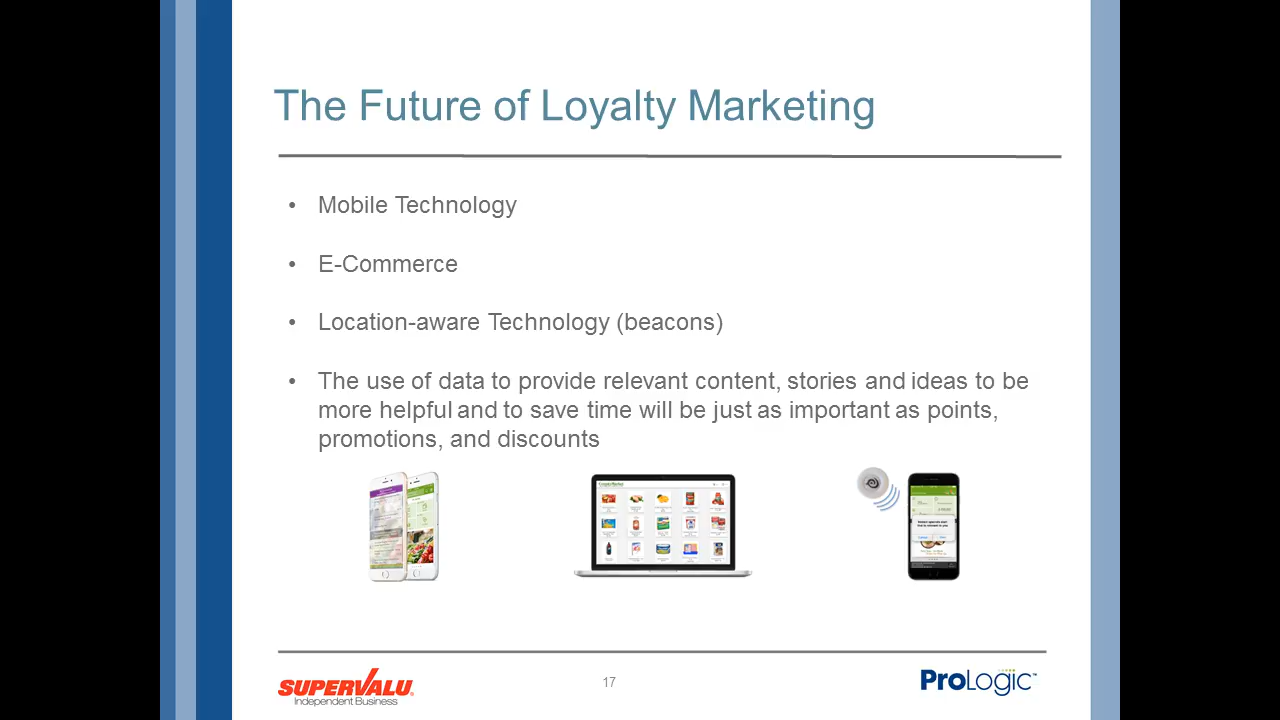 The Future of Loyalty Marketing
• Mobile Technology
• E-Commerce
• Location-aware Technology (beacons)
• The use of data to provide relevant content, stories and ideas to be
more helpful and to save time will be just as important as points,
promotions, and discounts
SUPERVALU®
Independent Business
17
ProLogic™